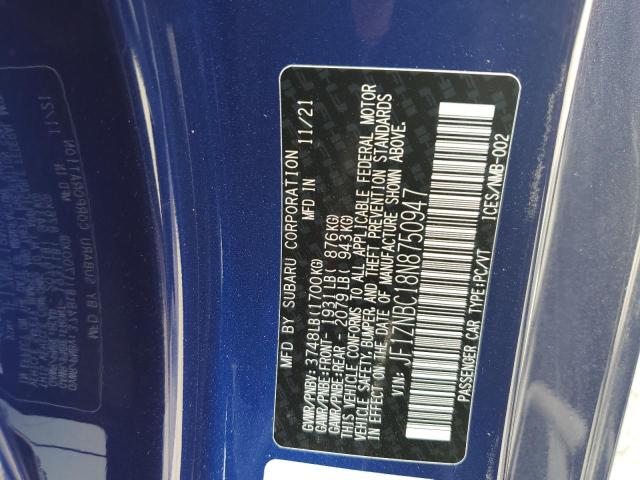 MFD BY SUBARU CORPORATION 11/21
MFD IN
GVWR/PNBV: 3748LB(1700KG)
GAWR/PNBE:FRONT- 1931LB( 876KG)
GAWR/PNBE:REAR - 2079LB( 943KG)
THIS VEHICLE CONFORMS TO ALL APPLICABLE FEDERAL MOTOR
VEHICLE SAFETY, BUMPER, AND THEFT PREVENTION STANDARDS
IN EFFECT ON THE DATE OF MANUFACTURE SHOWN ABOVE.
VIN: JF1ZNBC18N8750947
PASSENGER CAR TYPE:PC/VT ICES/NMB-002